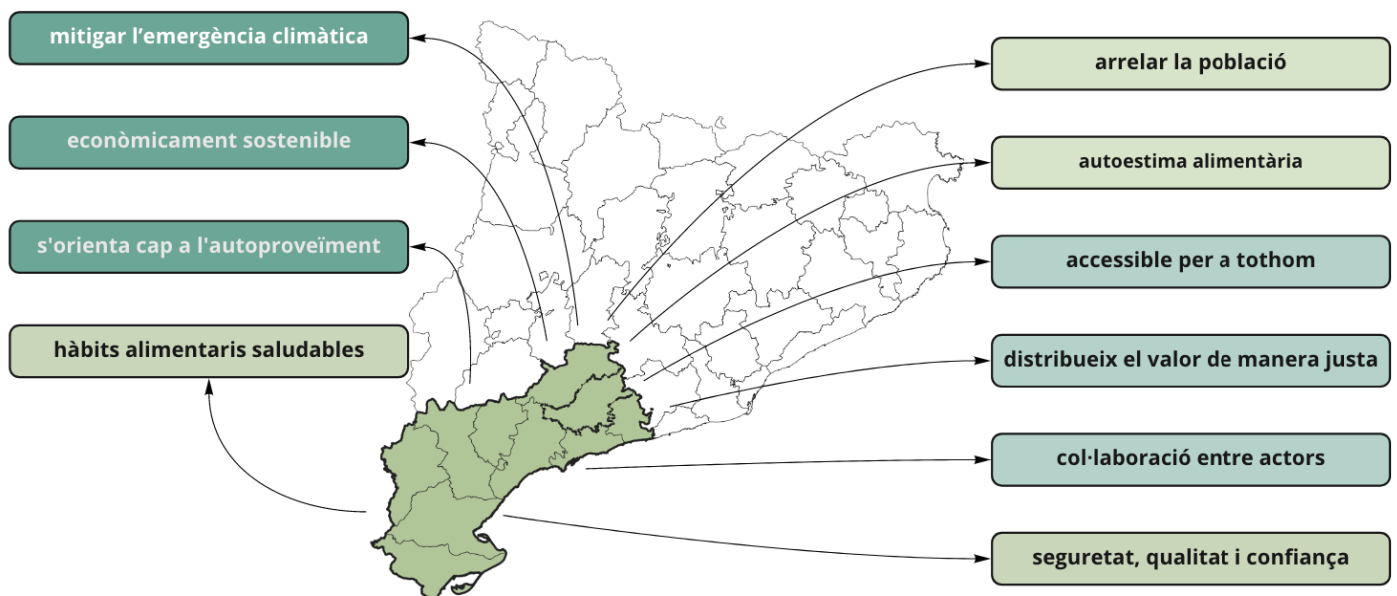 mitigar l'emergència climàtica
econòmicament sostenible
s'orienta cap a l'autoproveïment
hàbits alimentaris saludables
arrelar la població
autoestima alimentària
accessible per a tothom
distribueix el valor de manera justa
col·laboració entre actors
seguretat, qualitat i confiança